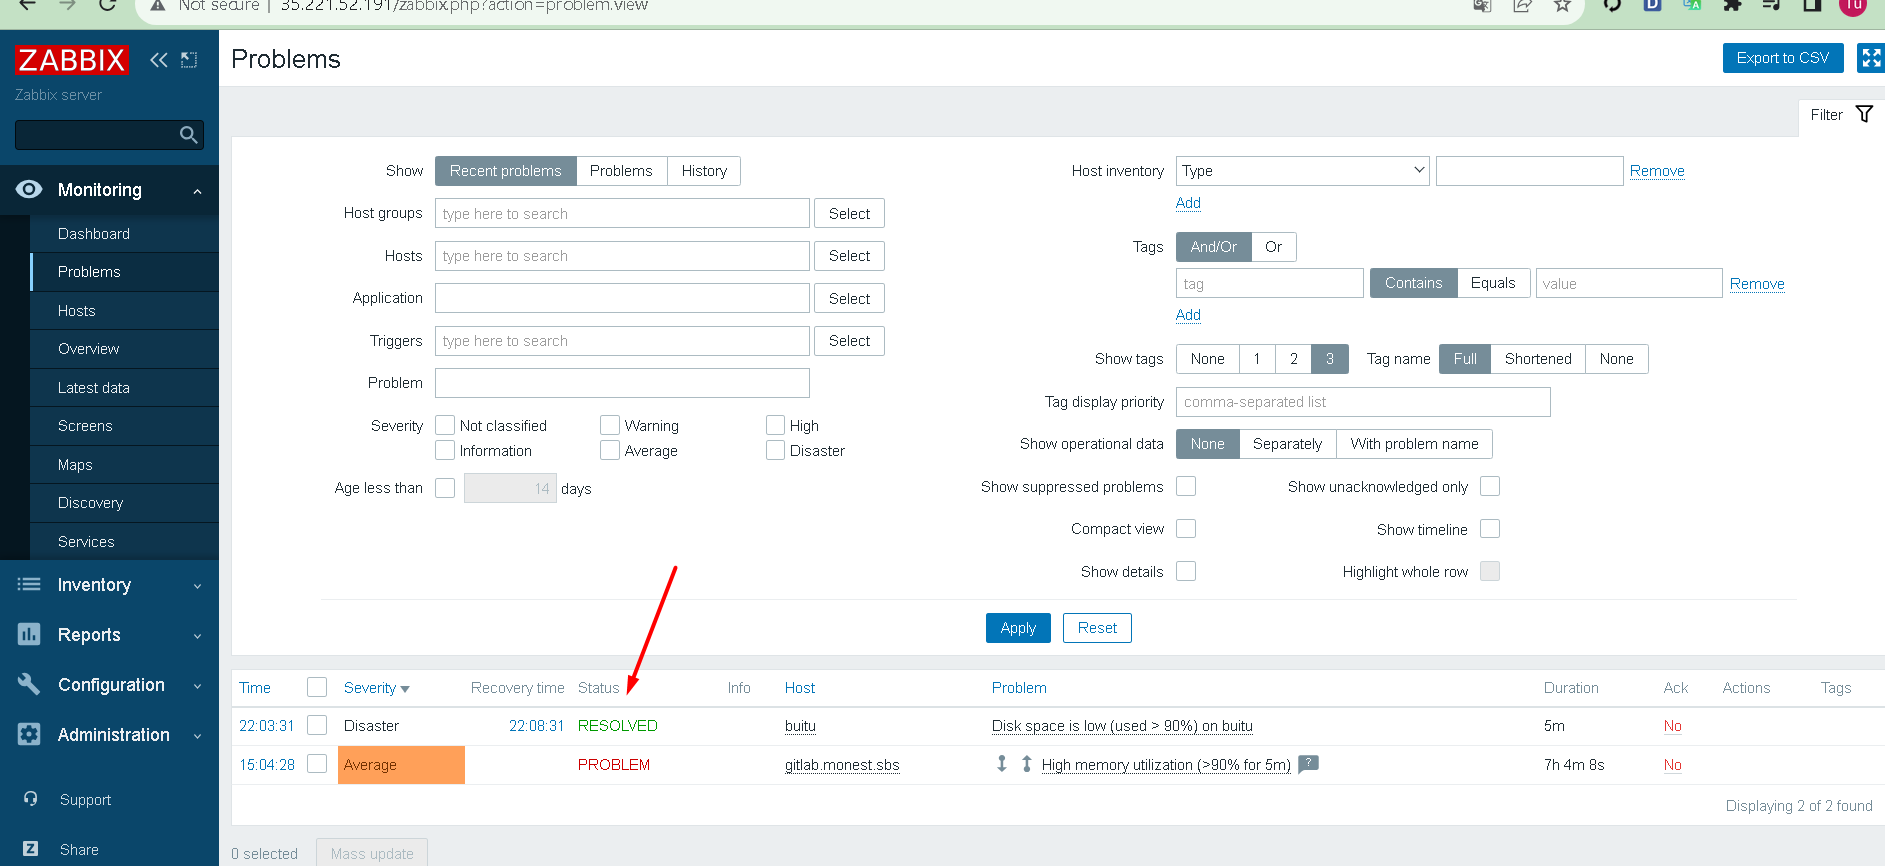 Not secure | 35.221.52.191/zabbix.php?action=problem.view
Tu
ZABBIX
Zabbix server
Problems
Export to CSV
Filter
Monitoring
Dashboard
Problems
Hosts
Overview
Latest data
Screens
Maps
Discovery
Services
Inventory
Reports
Configuration
Administration
Support
Z Share
Show Recent problems Problems History
Host groups type here to search Select
Hosts type here to search Select
Application Select
Triggers type here to search Select
Problem
Severity Not classified Warning High
Information Average Disaster
Age less than 14 days
Host inventory Type Remove
Add
Tags And/Or Or
tag Contains Equals value Remove
Add
Show tags None 1 2 3 Tag name Full Shortened None
Tag display priority comma-separated list
Show operational data None Separately With problem name
Show suppressed problems Show unacknowledged only
Compact view Show timeline
Show details Highlight whole row
Apply Reset
Time Severity Recovery time Status Info Host Problem Duration Ack Actions Tags
22:03:31 Disaster 22:08:31 RESOLVED buitu Disk space is low (used > 90%) on buitu 5m No
15:04:28 Average PROBLEM gitlab.monest.sbs High memory utilization (>90% for 5m) ? 7h 4m 8s No
Displaying 2 of 2 found
0 selected Mass update